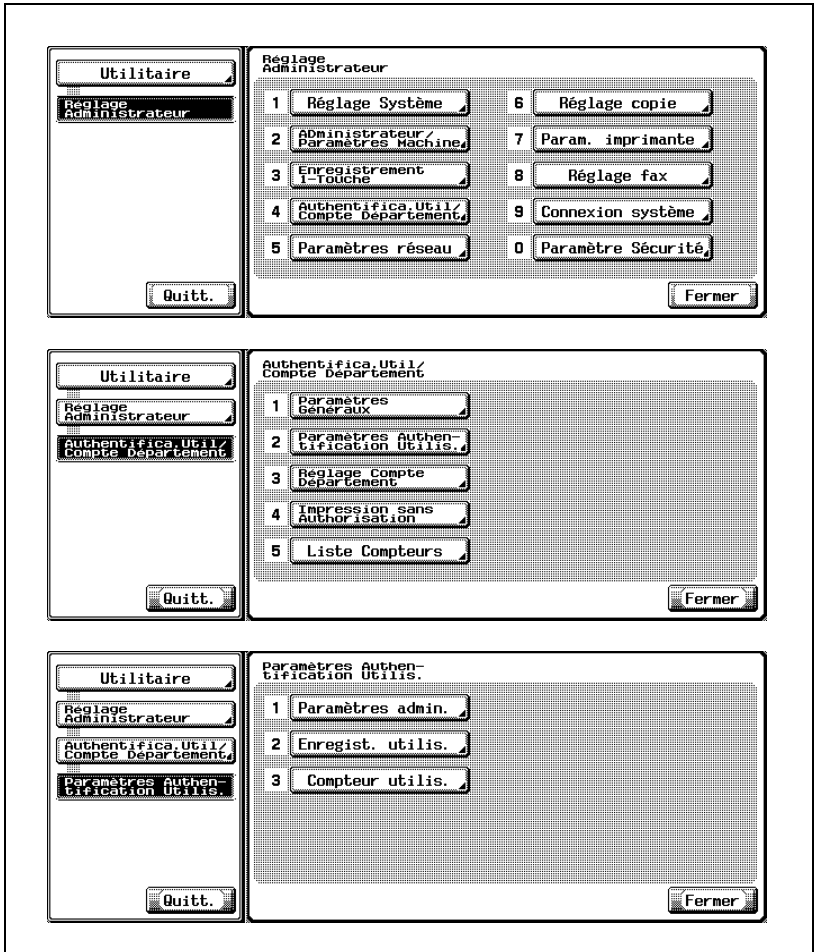 Utilitaire
Réglage
Administrateur
Quitt.
Réglage
Administrateur
1 Réglage Système
2 ADministrateur/
Paramètres Machine
3 Enregistrement
1-Touche
4 Authentifica.Util/
Compte Département
5 Paramètres réseau
6 Réglage copie
7 Param. imprimante
8 Réglage fax
9 Connexion système
0 Paramètre Sécurité
Fermer
Utilitaire
Réglage
Administrateur
Authentifica.Util/
Compte Département
Quitt.
Authentifica.Util/
Compte Département
1 Paramètres
Généraux
2 Paramètres Authen-
tification Utilis.
3 Réglage Compte
Département
4 Impression sans
Authorisation
5 Liste Compteurs
Fermer
Utilitaire
Réglage
Administrateur
Authentifica.Util/
Compte Département
Paramètres Authen-
tification Utilis.
Quitt.
Paramètres Authen-
tification Utilis.
1 Paramètres admin.
2 Enregist. utilis.
3 Compteur utilis.
Fermer